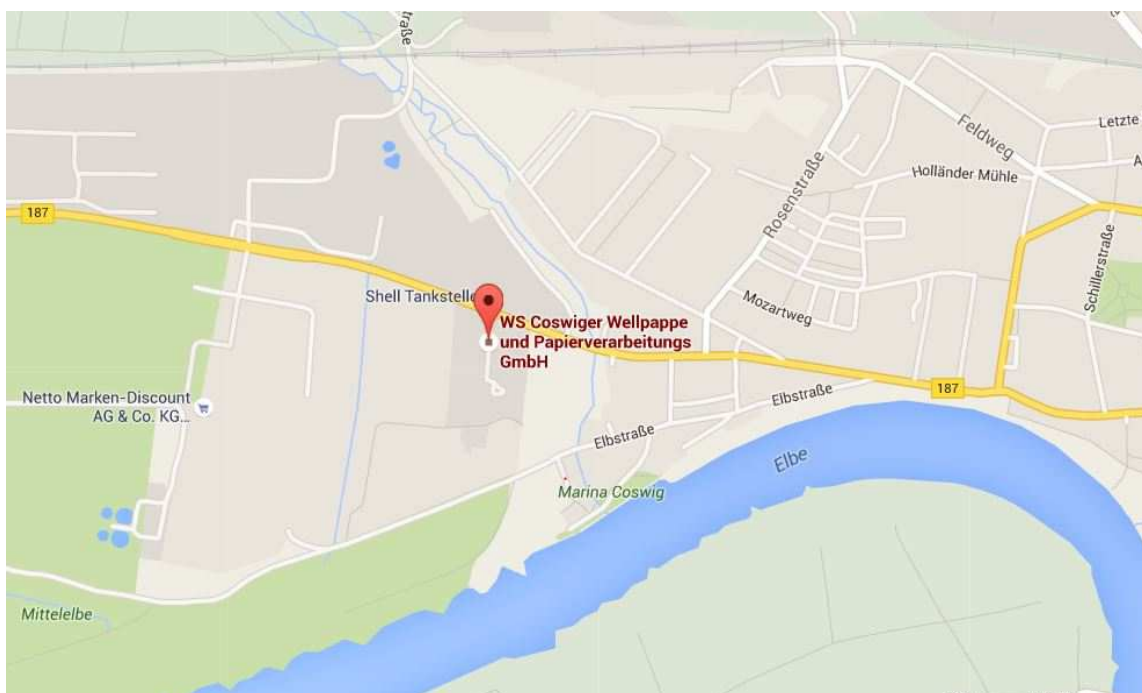 straße
Feldweg
Letzte
Holländer Mühle
A
Rosenstraße
187
Schillerstraße
Shell Tankstelle
Mozartweg
WS Coswiger Wellpappe
und Papierverarbeitungs
GmbH
187
Netto Marken-Discount
AG & Co. KG...
Elbstraße
Elbstraße
Elbe
Marina Coswig
Mittelelbe